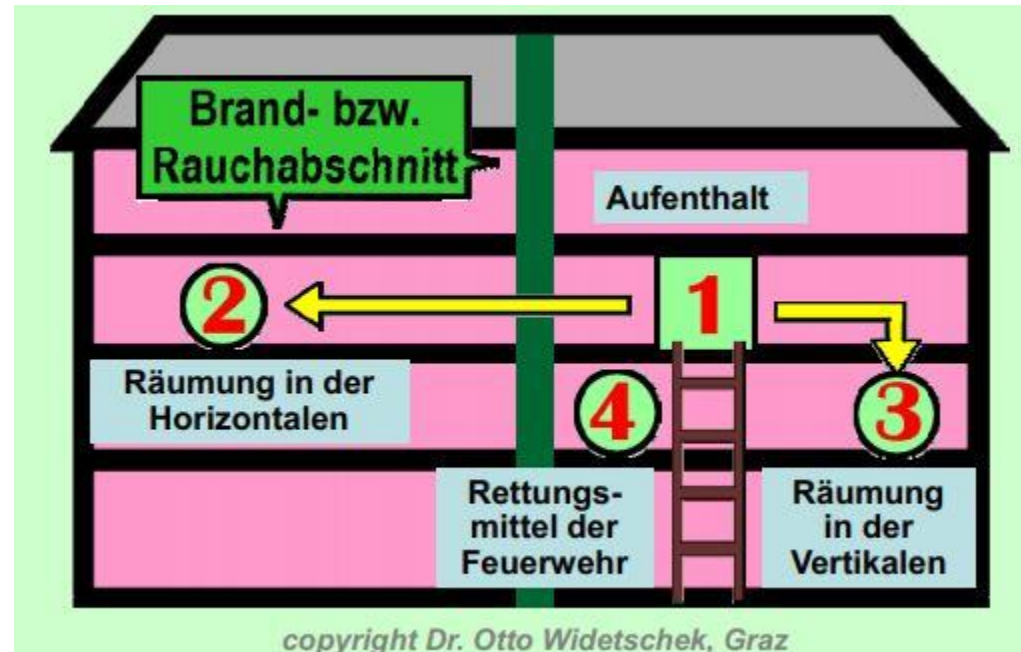 Brand- bzw.
Rauchabschnitt
Aufenthalt
2
1
Räumung in der
Horizontalen
4
3
Rettungs-
mittel der
Feuerwehr
Räumung
in der
Vertikalen
copyright Dr. Otto Widetschek, Graz